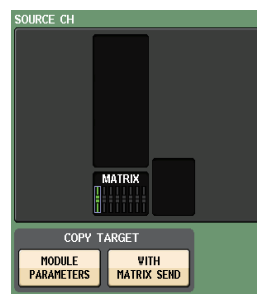 SOURCE CH
MATRIX
COPY TARGET
MODULE
PARAMETERS
WITH
MATRIX SEND